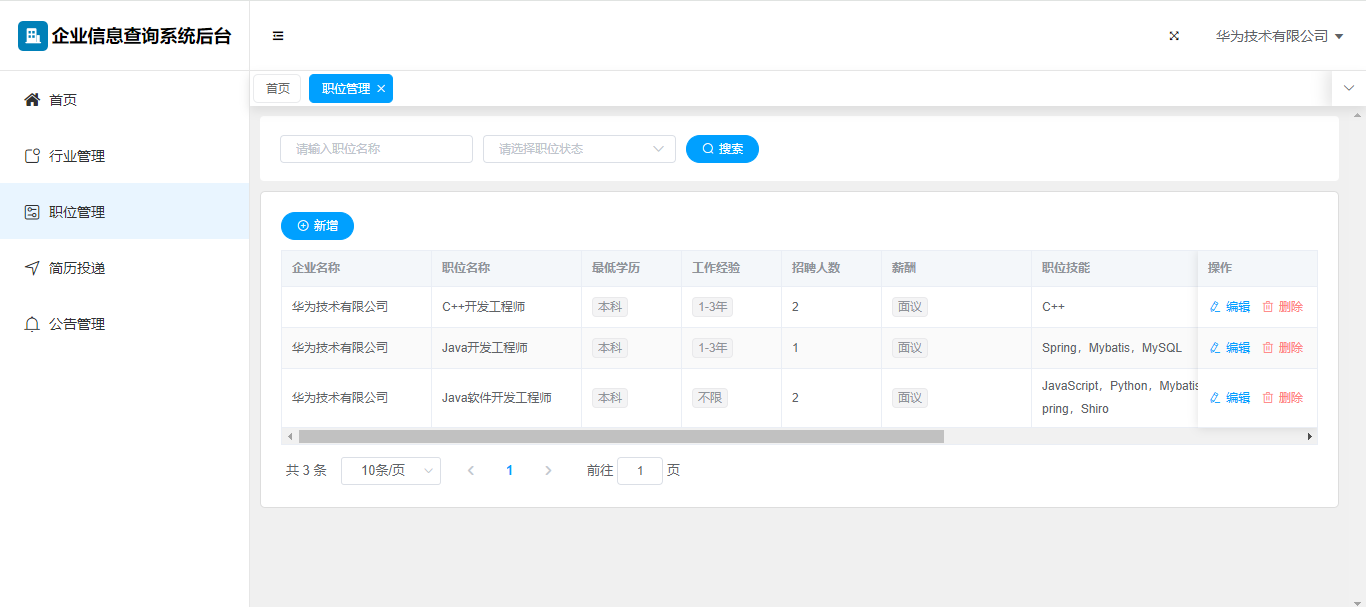 企业信息查询系统后台
华为技术有限公司
首页
行业管理
职位管理
简历投递
公告管理
首页 职位管理
请输入职位名称 请选择职位状态 搜索
新增
企业名称 职位名称 最低学历 工作经验 招聘人数 薪酬 职位技能 操作
华为技术有限公司 C++开发工程师 本科 1-3年 2 面议 C++ 编辑 删除
华为技术有限公司 Java开发工程师 本科 1-3年 1 面议 Spring，Mybatis，MySQL 编辑 删除
华为技术有限公司 Java软件开发工程师 本科 不限 2 面议 JavaScript，Python，Mybatis 编辑 删除
pring，Shiro
共 3 条 10条/页 1 前往 1 页